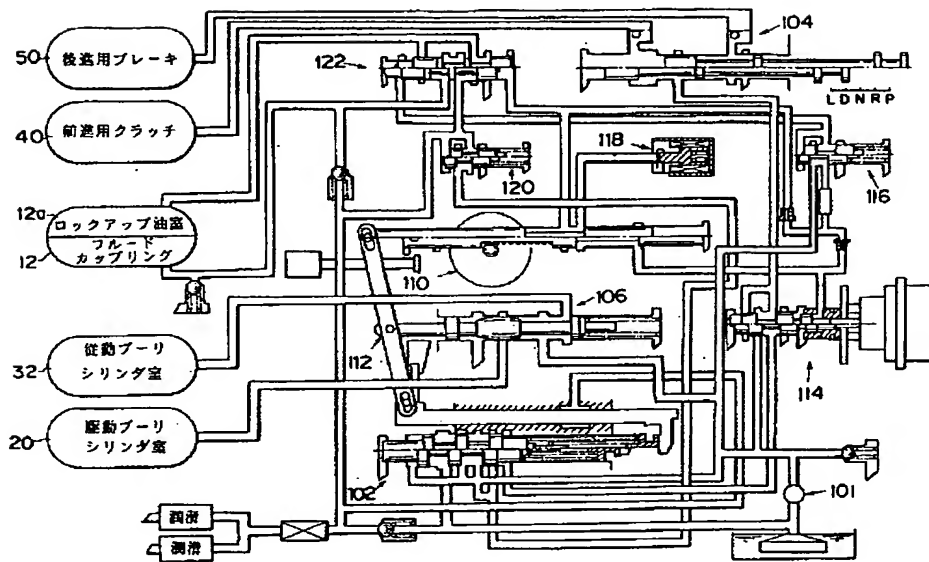 104
50
後進用ブレーキ
122
LDNRP
40
前進用クラッチ
118
120
116
12a
ロックアップ油室
12
フルード
カップリング
110
106
112
32
従動プーリ
シリンダ室
114
20
駆動プーリ
シリンダ室
102
101
潤滑
潤滑